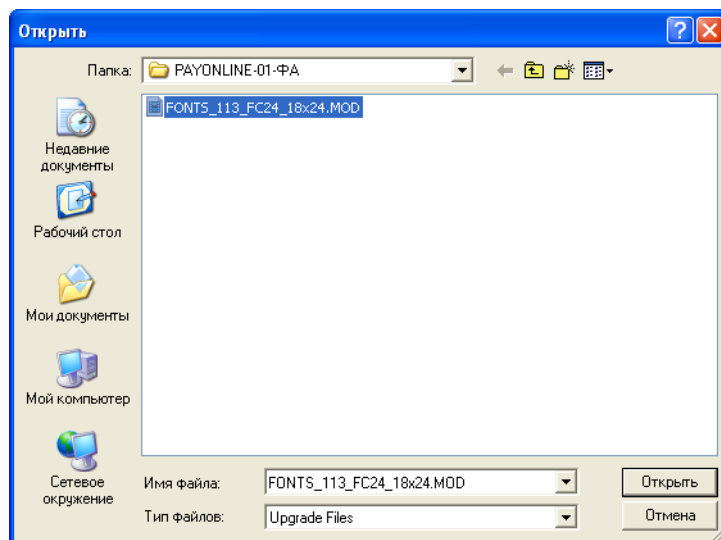 Открыть
Папка:
PAYONLINE-01-ФА
FONTS_113_FC24_18x24.MOD
Недавние
документы
Рабочий стол
Мои документы
Мой компьютер
Сетевое
окружение
Имя файла:
FONTS_113_FC24_18x24.MOD
Открыть
Тип файлов:
Upgrade Files
Отмена